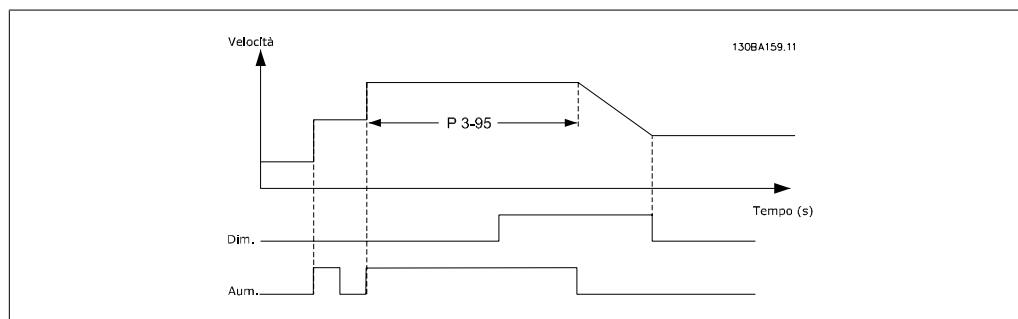 Velocità
130BA159.11
P 3-95
Tempo (s)
Dim.
Aum.